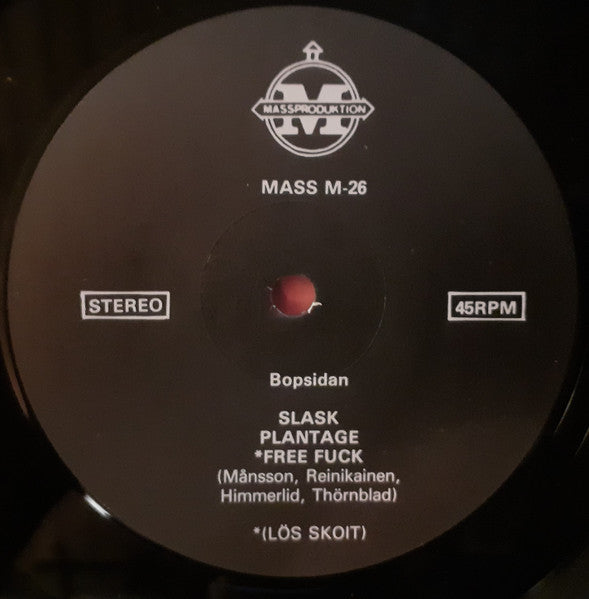 M
MASSPRODUKTION
MASS M-26
STEREO
45RPM
Bopsidan
SLASK
PLANTAGE
*FREE FUCK
(Månsson, Reinikainen,
Himmerlid, Thörnblad)
*(LÖS SKOIT)